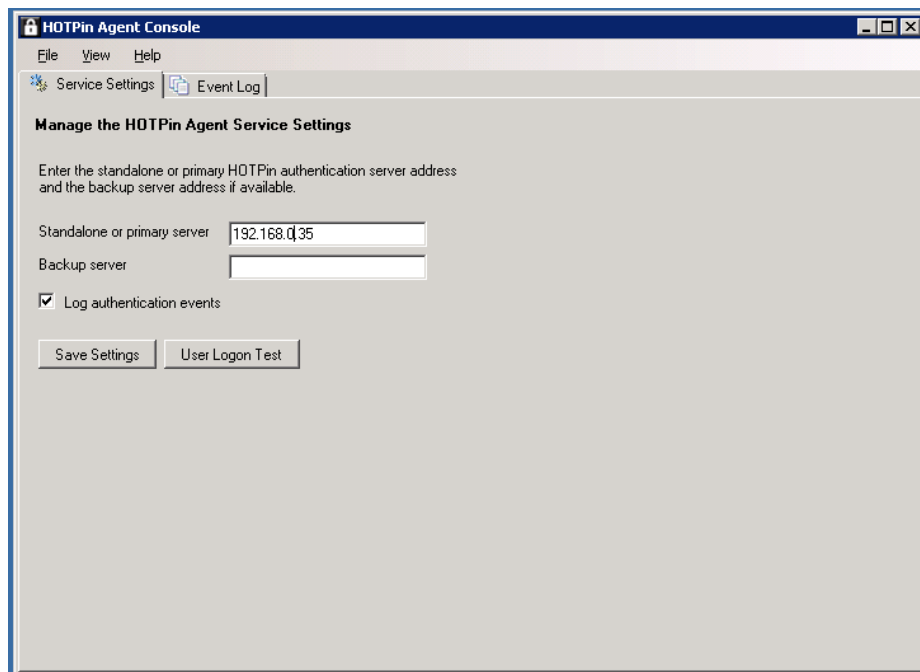 HOTPin Agent Console
File View Help
Service Settings Event Log
Manage the HOTPin Agent Service Settings
Enter the standalone or primary HOTPin authentication server address
and the backup server address if available.
Standalone or primary server 192.168.0.35
Backup server
Log authentication events
Save Settings User Logon Test